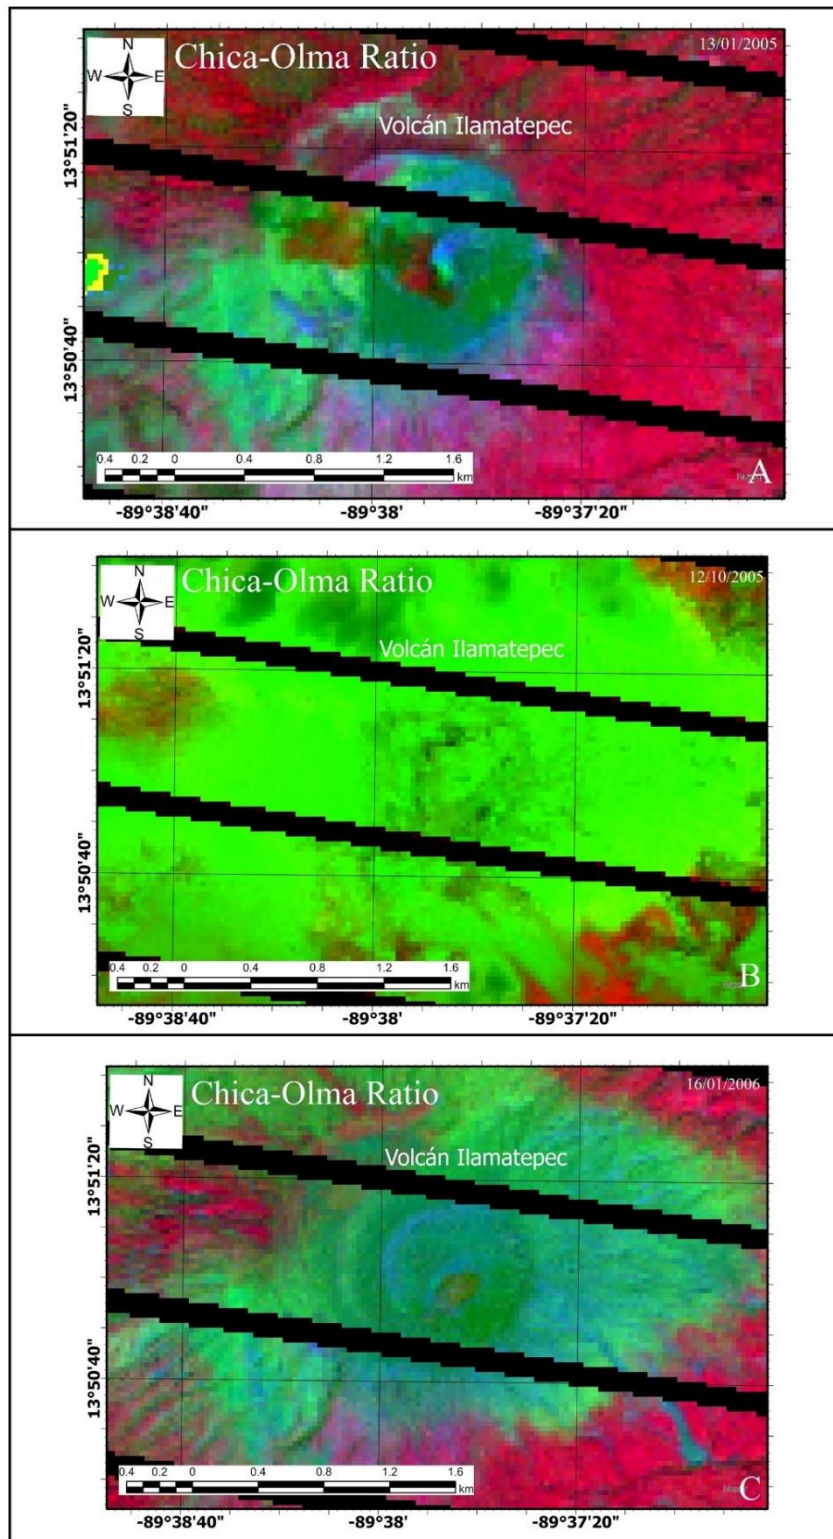 N
W E
S
Chica-Olma Ratio
13/01/2005
Volcán Ilamatepec
13°51'20"
13°50'40"
0.4 0.2 0 0.4 0.8 1.2 1.6
km
A
-89°38'40" -89°38' -89°37'20"
N
W E
S
Chica-Olma Ratio
12/10/2005
Volcán Ilamatepec
13°51'20"
13°50'40"
0.4 0.2 0 0.4 0.8 1.2 1.6
km
B
-89°38'40" -89°38' -89°37'20"
N
W E
S
Chica-Olma Ratio
16/01/2006
Volcán Ilamatepec
13°51'20"
13°50'40"
0.4 0.2 0 0.4 0.8 1.2 1.6
km
C
-89°38'40" -89°38' -89°37'20"